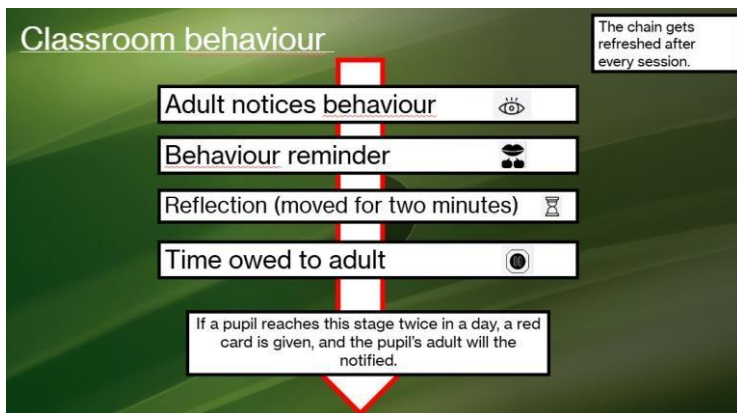 Classroom behaviour
The chain gets
refreshed after
every session.
Adult notices behaviour
Behaviour reminder
Reflection (moved for two minutes)
Time owed to adult
If a pupil reaches this stage twice in a day, a red
card is given, and the pupil's adult will the
notified.